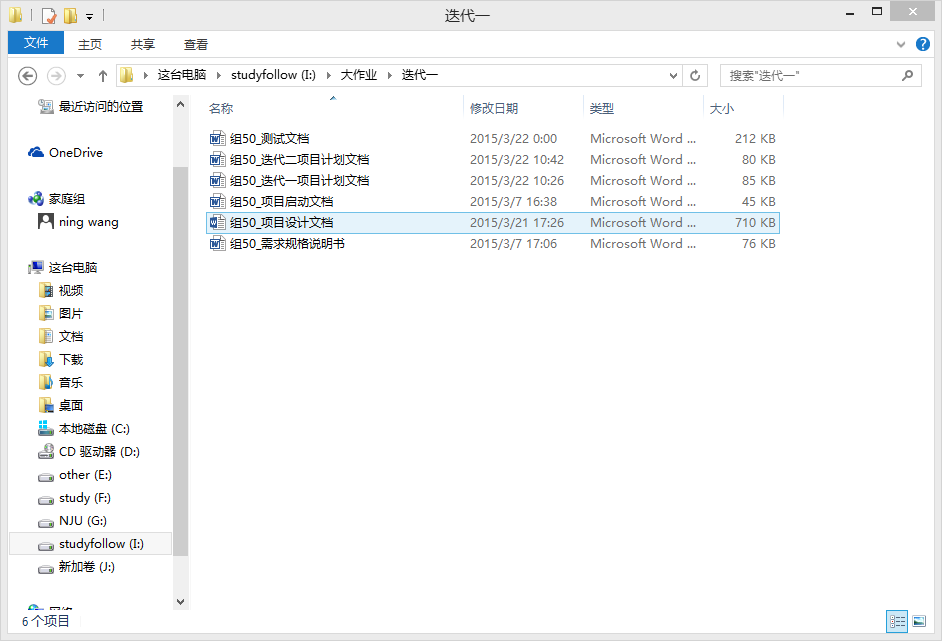 迭代一
文件 主页 共享 查看
这台电脑 studyfollow (I:) 大作业 迭代一
搜索"迭代一"
最近访问的位置
OneDrive
家庭组
ning wang
这台电脑
视频
图片
文档
下载
音乐
桌面
本地磁盘 (C:)
CD 驱动器 (D:)
other (E:)
study (F:)
NJU (G:)
studyfollow (I:)
新加卷 (J:)
网络
名称 修改日期 类型 大小
组50_测试文档 2015/3/22 0:00 Microsoft Word ... 212 KB
组50_迭代二项目计划文档 2015/3/22 10:42 Microsoft Word ... 80 KB
组50_迭代一项目计划文档 2015/3/22 10:26 Microsoft Word ... 85 KB
组50_项目启动文档 2015/3/7 16:38 Microsoft Word ... 45 KB
组50_项目设计文档 2015/3/21 17:26 Microsoft Word ... 710 KB
组50_需求规格说明书 2015/3/7 17:06 Microsoft Word ... 76 KB
6 个项目